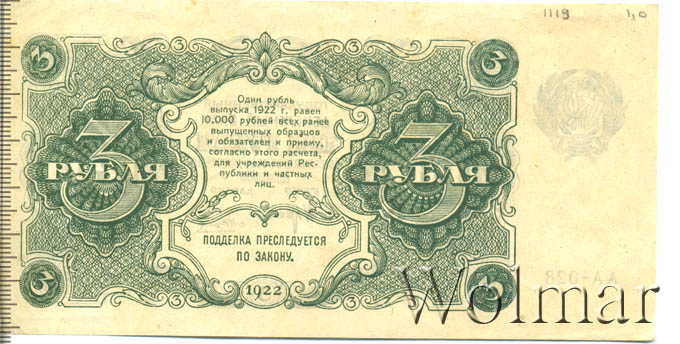 1119 1,0
3 3
Один рубль
выпуска 1922 г. равен
10.000 рублей всех ранее
выпущенных образцов
и обязателен к приему,
согласно этого расчета,
для учреждений Рес-
публики и частных
лиц.
3 РУБЛЯ
3 РУБЛЯ
ПОДДЕЛКА ПРЕСЛЕДУЕТСЯ
ПО ЗАКОНУ.
АА-028
3 1922 3
Wolmar